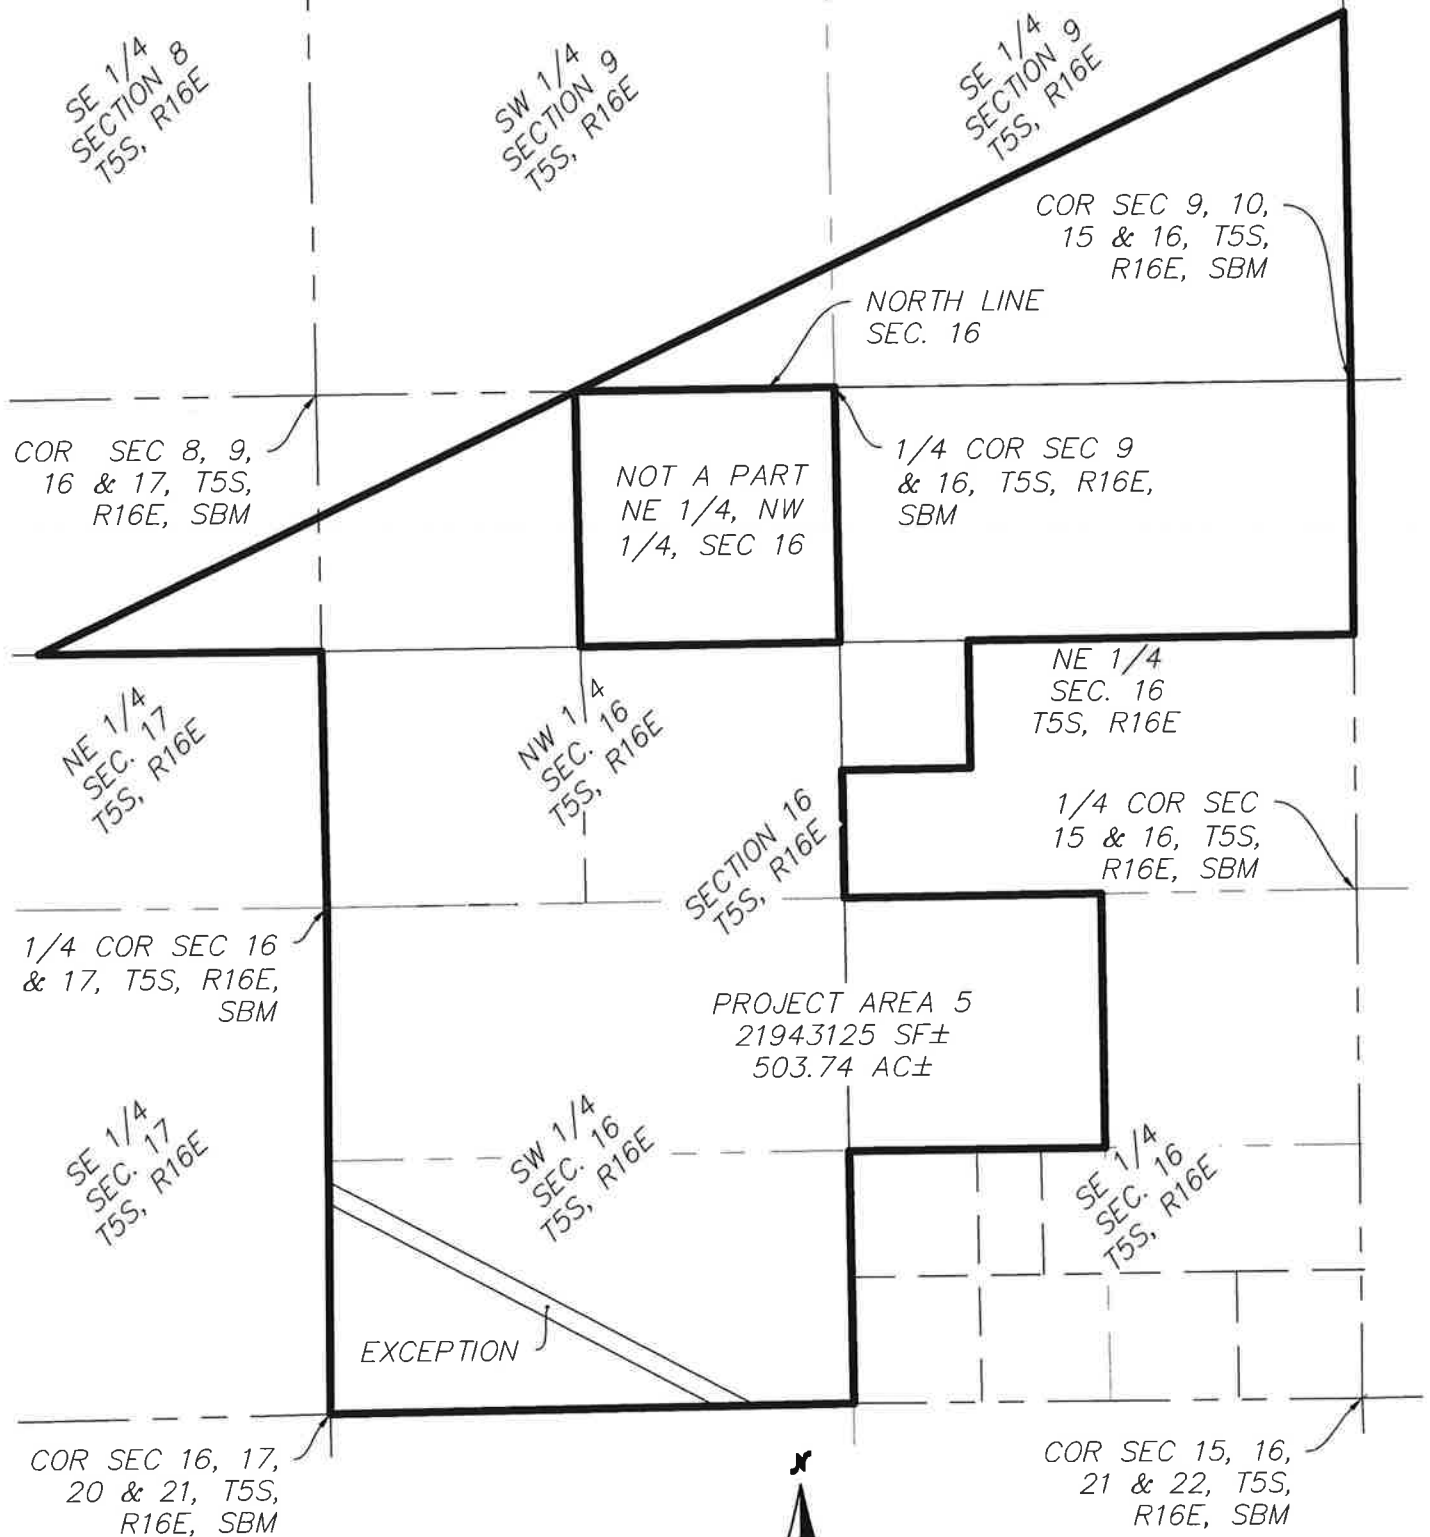 SE 1/4
SECTION 8
T5S, R16E
SW 1/4
SECTION 9
T5S, R16E
SE 1/4
SECTION 9
T5S, R16E
COR SEC 9, 10,
15 & 16, T5S,
R16E, SBM
NORTH LINE
SEC. 16
COR SEC 8, 9,
16 & 17, T5S,
R16E, SBM
NOT A PART
NE 1/4, NW
1/4, SEC 16
1/4 COR SEC 9
& 16, T5S, R16E,
SBM
NE 1/4
SEC. 17
T5S, R16E
NW 1/4
SEC. 16
T5S, R16E
NE 1/4
SEC. 16
T5S, R16E
SECTION 16
T5S, R16E
1/4 COR SEC
15 & 16, T5S,
R16E, SBM
1/4 COR SEC 16
& 17, T5S, R16E,
SBM
PROJECT AREA 5
21943125 SF±
503.74 AC±
SE 1/4
SEC. 17
T5S, R16E
SW 1/4
SEC. 16
T5S, R16E
SE 1/4
SEC. 16
T5S, R16E
EXCEPTION
COR SEC 16, 17,
20 & 21, T5S,
R16E, SBM
N
COR SEC 15, 16,
21 & 22, T5S,
R16E, SBM